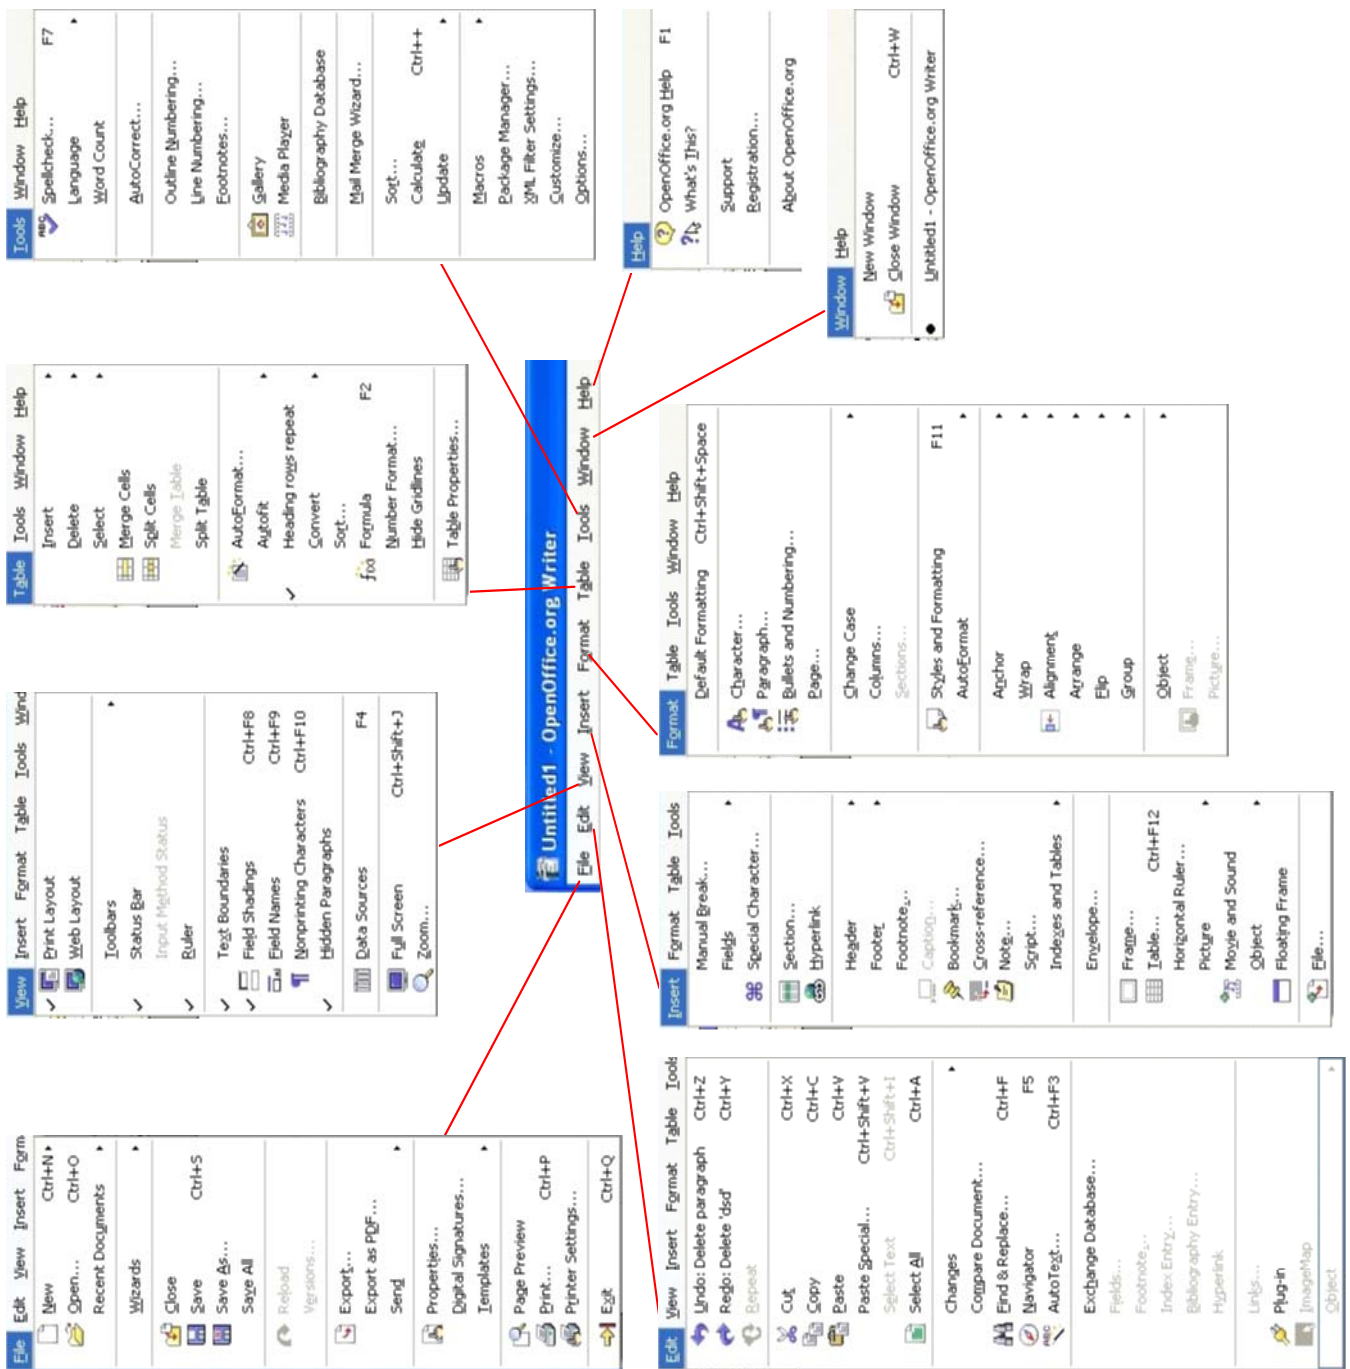 Untitled1 - OpenOffice.org Writer
File Edit View Insert Format Table Tools Window Help
File Edit View Insert Form
New Ctrl+N
Open... Ctrl+O
Recent Documents
Wizards
Close
Save Ctrl+S
Save As...
Save All
Reload
Versions...
Export...
Export as PDF...
Send
Properties...
Digital Signatures...
Templates
Page Preview
Print... Ctrl+P
Printer Settings...
Exit Ctrl+Q
View Insert Format Table Tools Wind
Print Layout
Web Layout
Toolbars
Status Bar
Input Method Status
Ruler
Text Boundaries
Field Shadings Ctrl+F8
Field Names Ctrl+F9
Nonprinting Characters Ctrl+F10
Hidden Paragraphs
Data Sources F4
Full Screen Ctrl+Shift+J
Zoom...
Table Tools Window Help
Insert
Delete
Select
Merge Cells
Split Cells
Merge Table
Split Table
AutoFormat...
Autofit
Heading rows repeat
Convert
Sort...
Formula F2
Number Format...
Hide Gridlines
Table Properties...
Tools Window Help
ABC Spellcheck... F7
Language
Word Count
AutoCorrect...
Outline Numbering...
Line Numbering...
Footnotes...
Gallery
Media Player
Bibliography Database
Mail Merge Wizard...
Sort...
Calculate Ctrl++
Update
Macros
Package Manager...
XML Filter Settings...
Customize...
Options...
Edit View Insert Format Table Tools
Undo: Delete paragraph Ctrl+Z
Redo: Delete 'dsd' Ctrl+Y
Repeat
Cut Ctrl+X
Copy Ctrl+C
Paste Ctrl+V
Paste Special... Ctrl+Shift+V
Select Text Ctrl+Shift+I
Select All Ctrl+A
Changes
Compare Document...
Find & Replace... Ctrl+F
Navigator F5
ABC AutoText... Ctrl+F3
Exchange Database...
Fields...
Footnote...
Index Entry...
Bibliography Entry...
Hyperlink
Links...
Plug-in
ImageMap
Object
Insert Format Table Tools
Manual Break...
Fields
Special Character...
Section...
Hyperlink
Header
Footer
Footnote...
Caption...
Bookmark...
Cross-reference...
Note...
Script...
Indexes and Tables
Envelope...
Frame...
Table... Ctrl+F12
Horizontal Ruler...
Picture
Movie and Sound
Object
Floating Frame
File...
Format Table Tools Window Help
Default Formatting Ctrl+Shift+Space
Character...
Paragraph...
Bullets and Numbering...
Page...
Change Case
Columns...
Sections...
Styles and Formatting F11
AutoFormat
Anchor
Wrap
Alignment
Arrange
Flip
Group
Object
Frame...
Picture...
Help
OpenOffice.org Help F1
What's This?
Support
Registration...
About OpenOffice.org
Window Help
New Window
Close Window Ctrl+W
Untitled1 - OpenOffice.org Writer